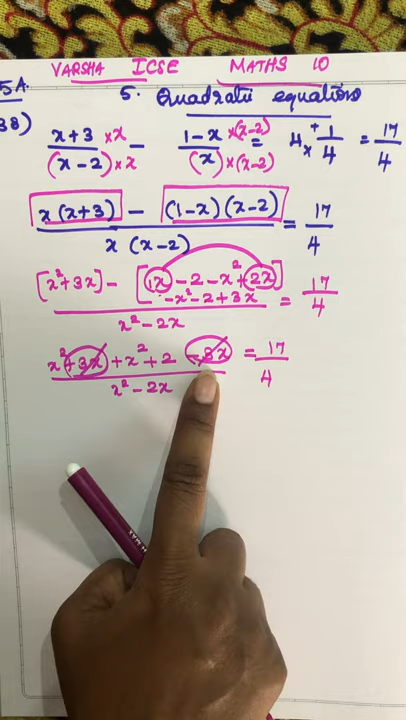 VARSHA ICSE MATHS 10
5A. 5. Quadratic equations
38) (x+3 ×x)/((x-2)×x) - (1-x ×(x-2))/((x)×(x-2)) = 4 ×+ 1/4 = 17/4
(x(x+3) - (1-x)(x-2))/(x(x-2)) = 17/4
([x²+3x] - [1x-2-x²+2x])/(x²-2x) = 17/4
-x²-2+3x
(x²+3x+x²+2-3x)/(x²-2x) = 17/4